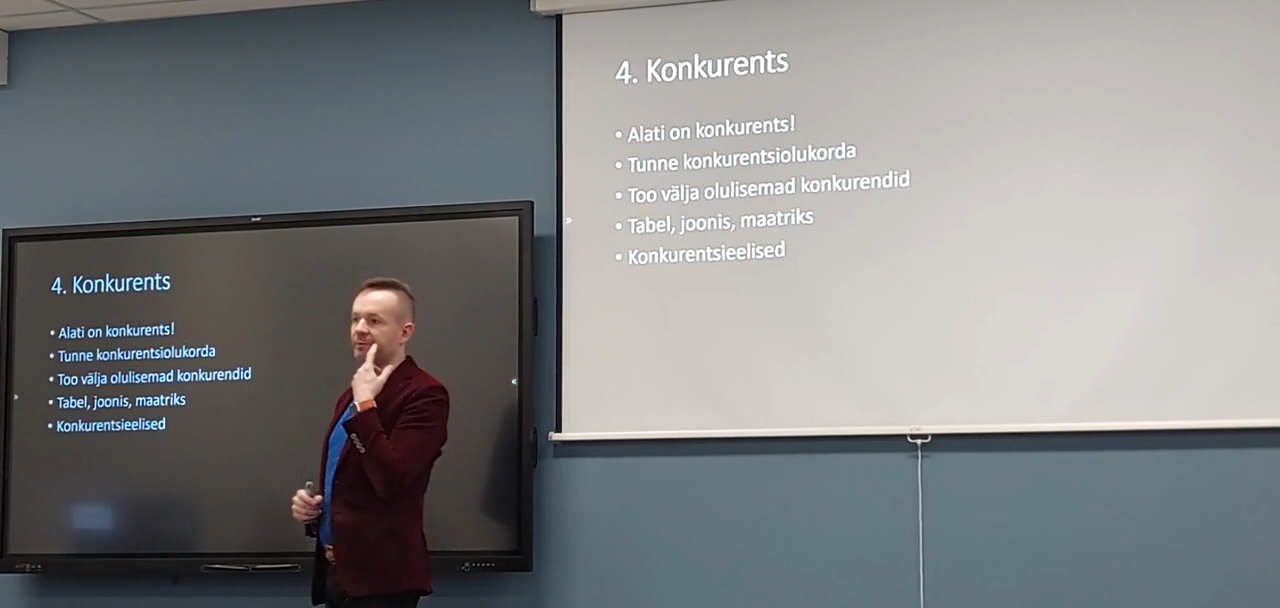 4. Konkurents
• Alati on konkurents!
• Tunne konkurentsiolukorda
• Too välja olulisemad konkurendid
• Tabel, joonis, maatriks
• Konkurentsieelised
4. Konkurents
• Alati on konkurents!
• Tunne konkurentsiolukorda
• Too välja olulisemad konkurendid
• Tabel, joonis, maatriks
• Konkurentsieelised